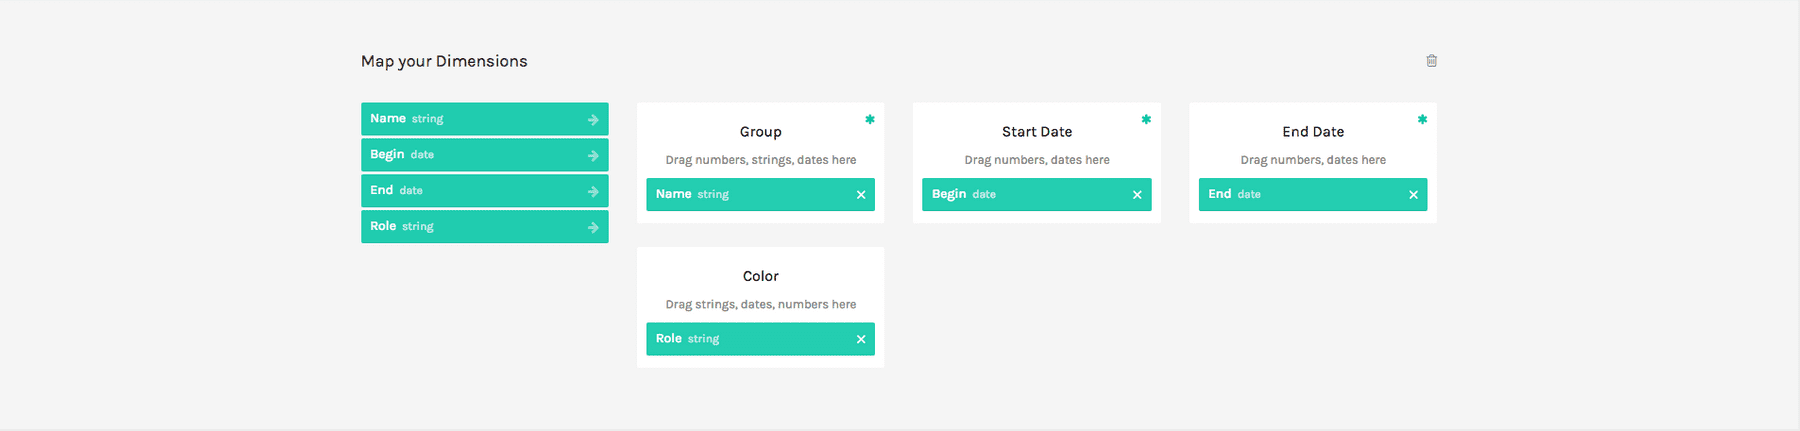 Map your Dimensions
Name string
Begin date
End date
Role string
Group
Drag numbers, strings, dates here
Name string
Start Date
Drag numbers, dates here
Begin date
End Date
Drag numbers, dates here
End date
Color
Drag strings, dates, numbers here
Role string